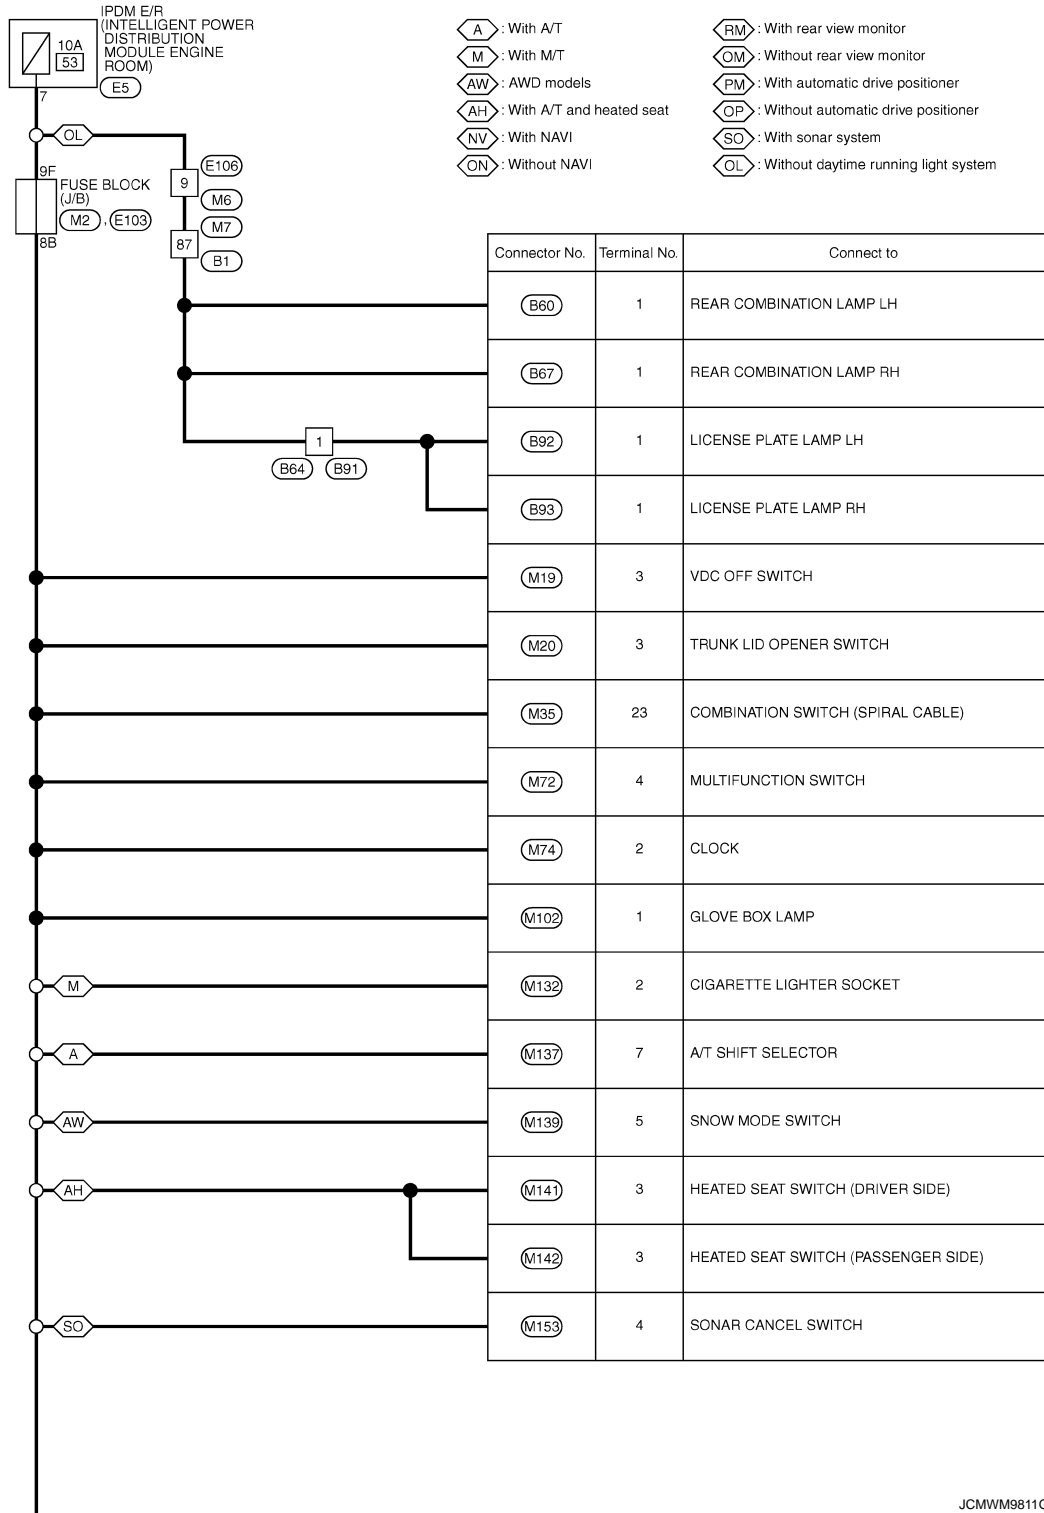 IPDM E/R
(INTELLIGENT POWER
DISTRIBUTION
MODULE ENGINE
ROOM)
10A
53
E5
7
OL
9F
FUSE BLOCK
(J/B)
M2 , E103
8B
9
E106
M6
M7
87
B1
A : With A/T
M : With M/T
AW : AWD models
AH : With A/T and heated seat
NV : With NAVI
ON : Without NAVI
RM : With rear view monitor
OM : Without rear view monitor
PM : With automatic drive positioner
OP : Without automatic drive positioner
SO : With sonar system
OL : Without daytime running light system
Connector No. Terminal No. Connect to
B60 1 REAR COMBINATION LAMP LH
B67 1 REAR COMBINATION LAMP RH
1 B92 1 LICENSE PLATE LAMP LH
B64 B91
B93 1 LICENSE PLATE LAMP RH
M19 3 VDC OFF SWITCH
M20 3 TRUNK LID OPENER SWITCH
M35 23 COMBINATION SWITCH (SPIRAL CABLE)
M72 4 MULTIFUNCTION SWITCH
M74 2 CLOCK
M102 1 GLOVE BOX LAMP
M M132 2 CIGARETTE LIGHTER SOCKET
A M137 7 A/T SHIFT SELECTOR
AW M139 5 SNOW MODE SWITCH
AH M141 3 HEATED SEAT SWITCH (DRIVER SIDE)
M142 3 HEATED SEAT SWITCH (PASSENGER SIDE)
SO M153 4 SONAR CANCEL SWITCH